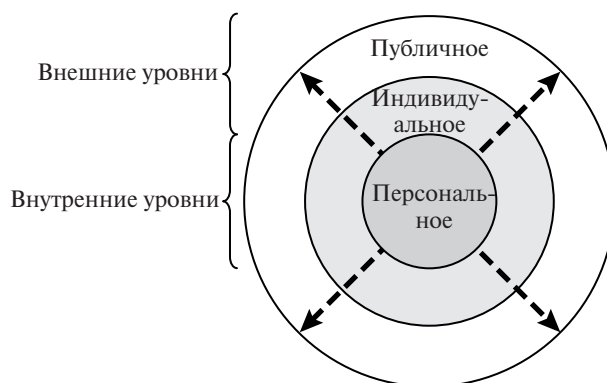 Внешние уровни
Внутренние уровни
Публичное
Индивиду-
альное
Персональ-
ное